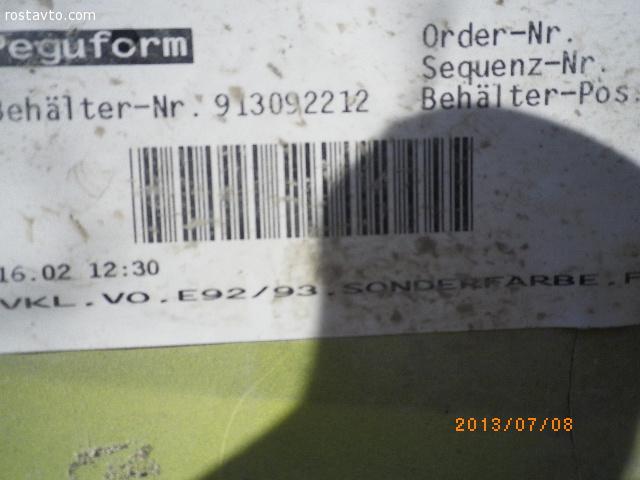 rostavto.com
Peguform
Order-Nr.
Sequenz-Nr.
Behälter-Nr. 913092212
Behälter-Pos.
16.02 12:30
VKL.VO.E92/93.SONDERFARBE.F
2013/07/08